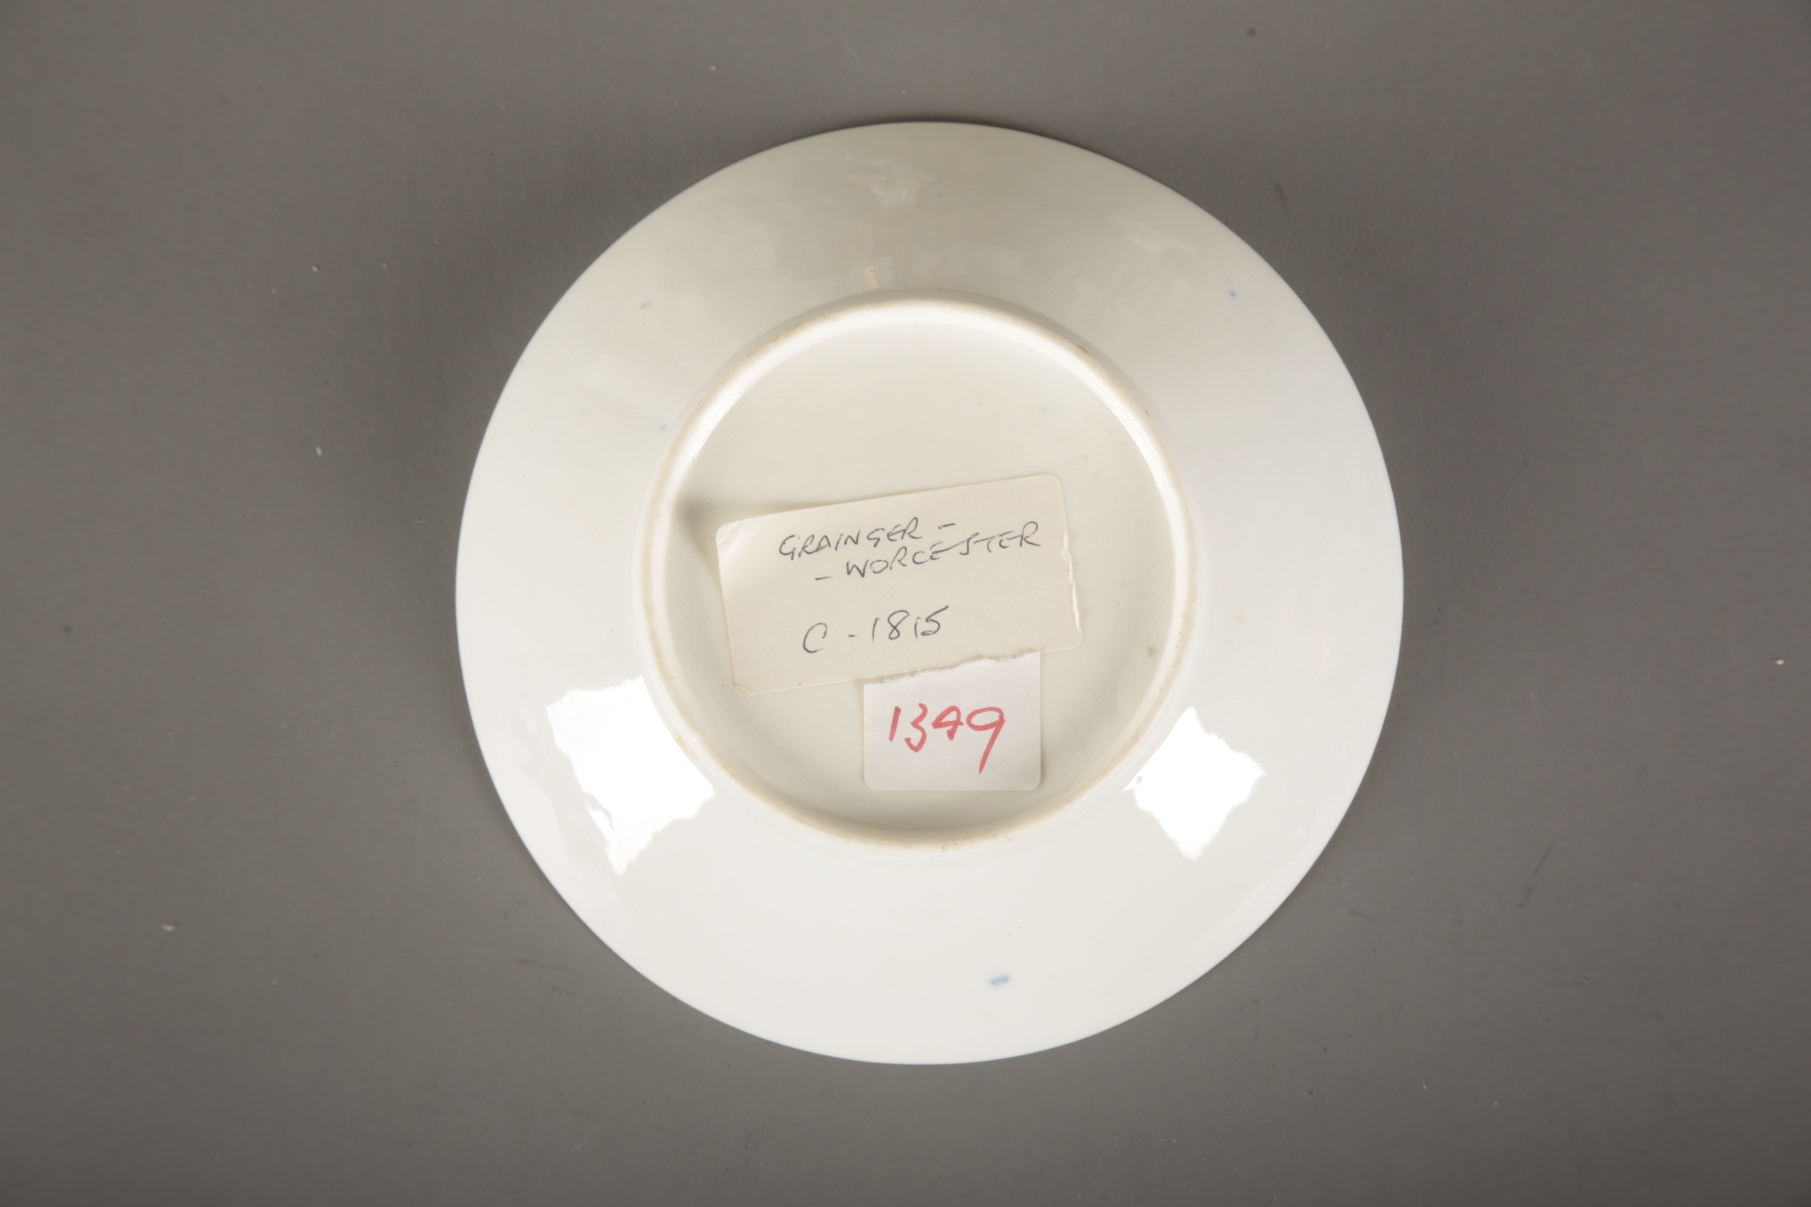 GRAINGER -
- WORCESTER
C - 1815
1349